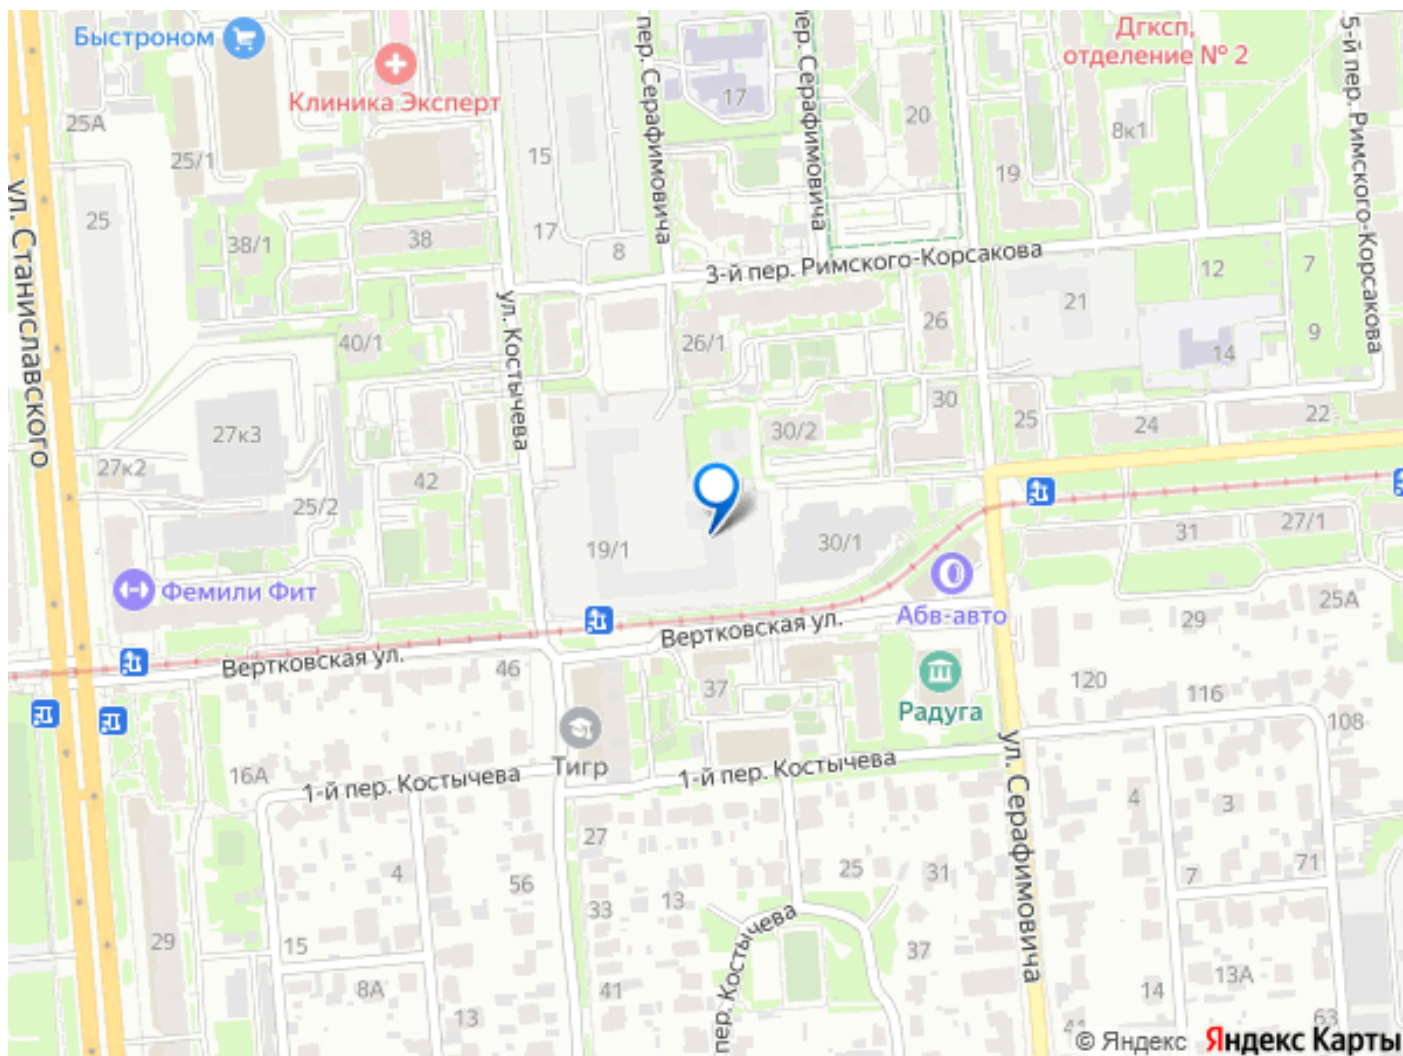 Быстроном
Клиника Эксперт
Дгксп,
отделение № 2
пер. Серафимовича
пер. Серафимовича
5-й пер. Римского-Корсакова
ул. Станиславского
25А
25/1
15
17
17
20
19
8к1
25
38/1
38
8
3-й пер. Римского-Корсакова
12
7
21
26
9
40/1
26/1
14
ул. Костычева
27к3
30/2
30
25
24
22
27к2
42
25/2
19/1
30/1
31
27/1
Фемили Фит
Абв-авто
25А
29
Вертковская ул.
Вертковская ул.
46
37
120
116
108
Радуга
Тигр
16А
1-й пер. Костычева
1-й пер. Костычева
ул. Серафимовича
4
3
27
4
56
13
25
31
7
71
33
29
15
пер. Костычева
37
8А
41
13
14
13А
63
© Яндекс Яндекс Карты